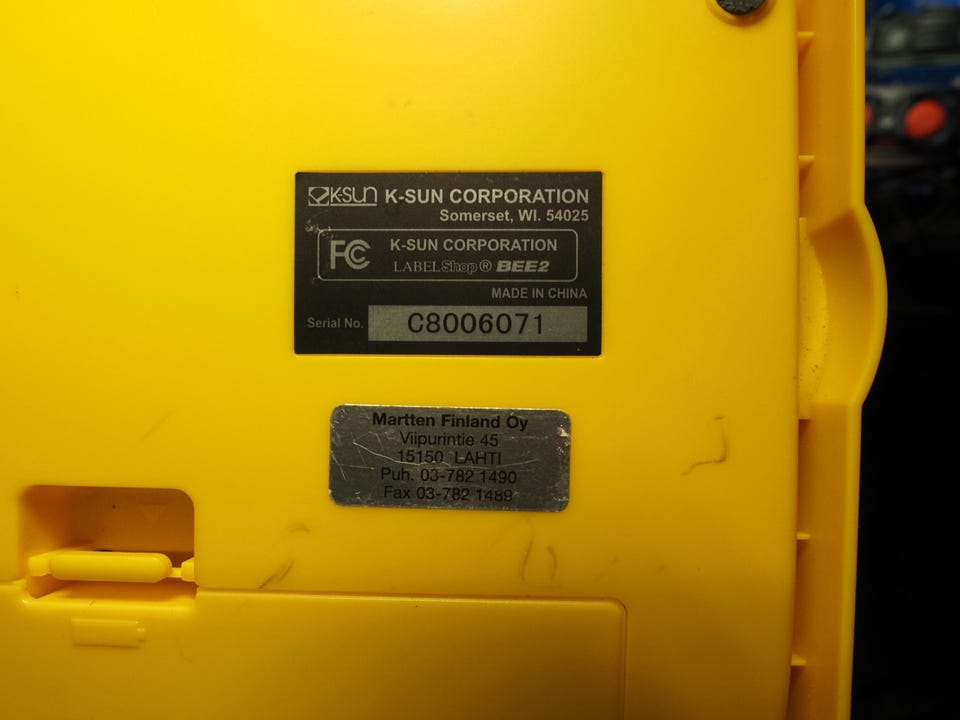 K-SUN K-SUN CORPORATION
Somerset, WI. 54025
FC K-SUN CORPORATION
LABELShop® BEE2
MADE IN CHINA
Serial No. C8006071
Martten Finland Oy
Viipurintie 45
15150 LAHTI
Puh. 03-782 1490
Fax 03-782 1489